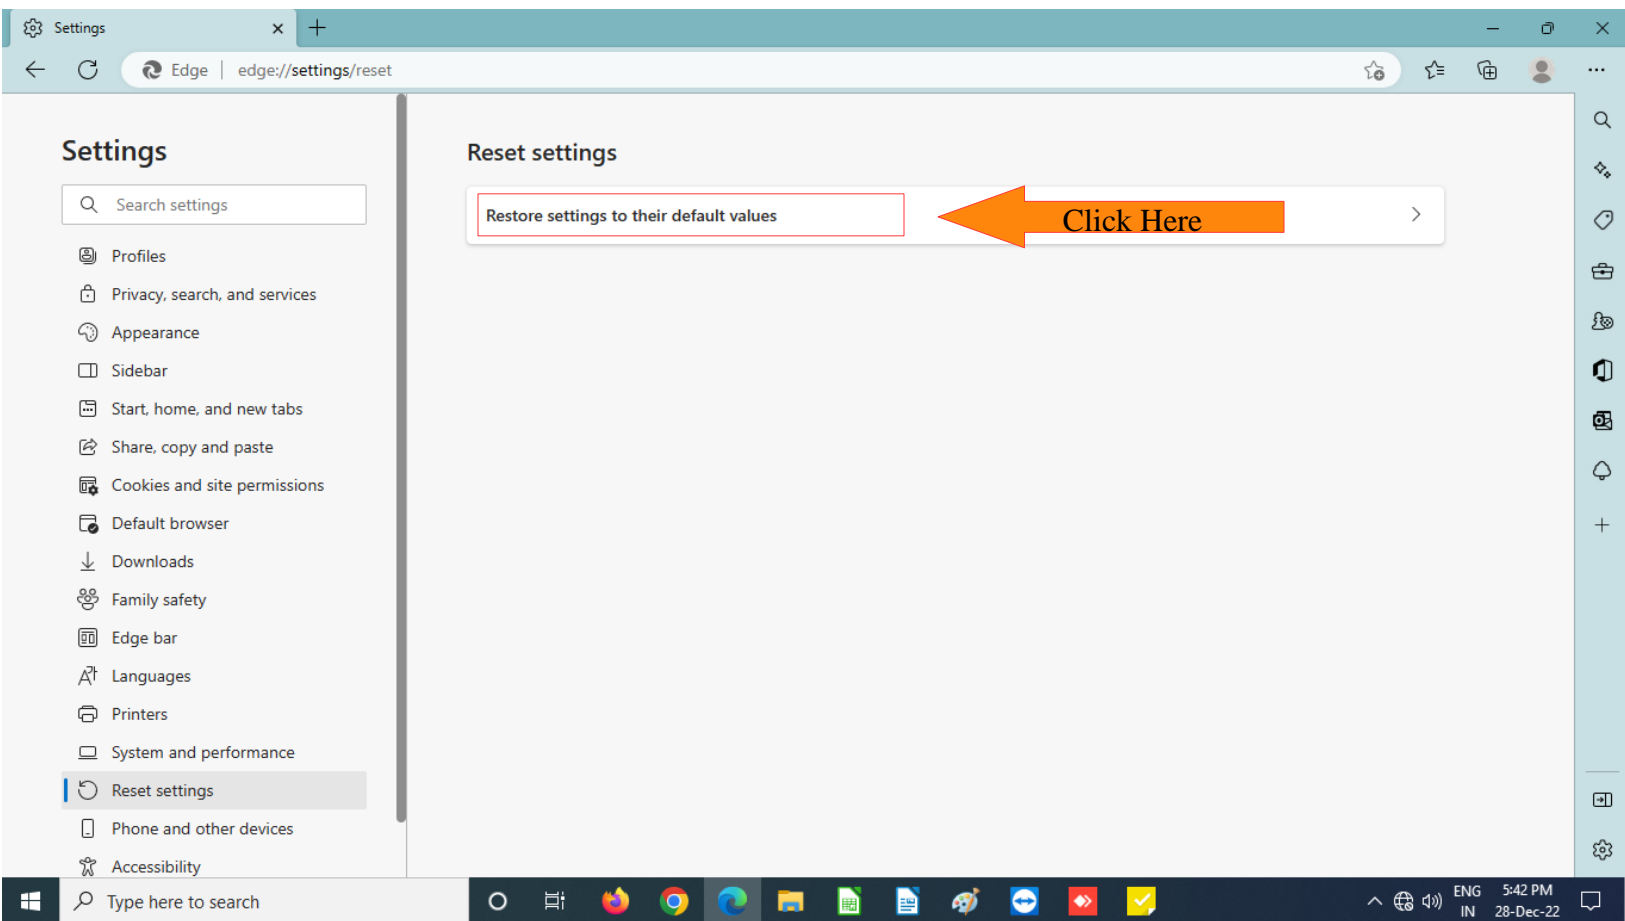 Settings
Edge
edge://settings/reset
Settings
Search settings
Profiles
Privacy, search, and services
Appearance
Sidebar
Start, home, and new tabs
Share, copy and paste
Cookies and site permissions
Default browser
Downloads
Family safety
Edge bar
Languages
Printers
System and performance
Reset settings
Phone and other devices
Accessibility
Reset settings
Restore settings to their default values
Click Here
Type here to search
ENG
IN
5:42 PM
28-Dec-22